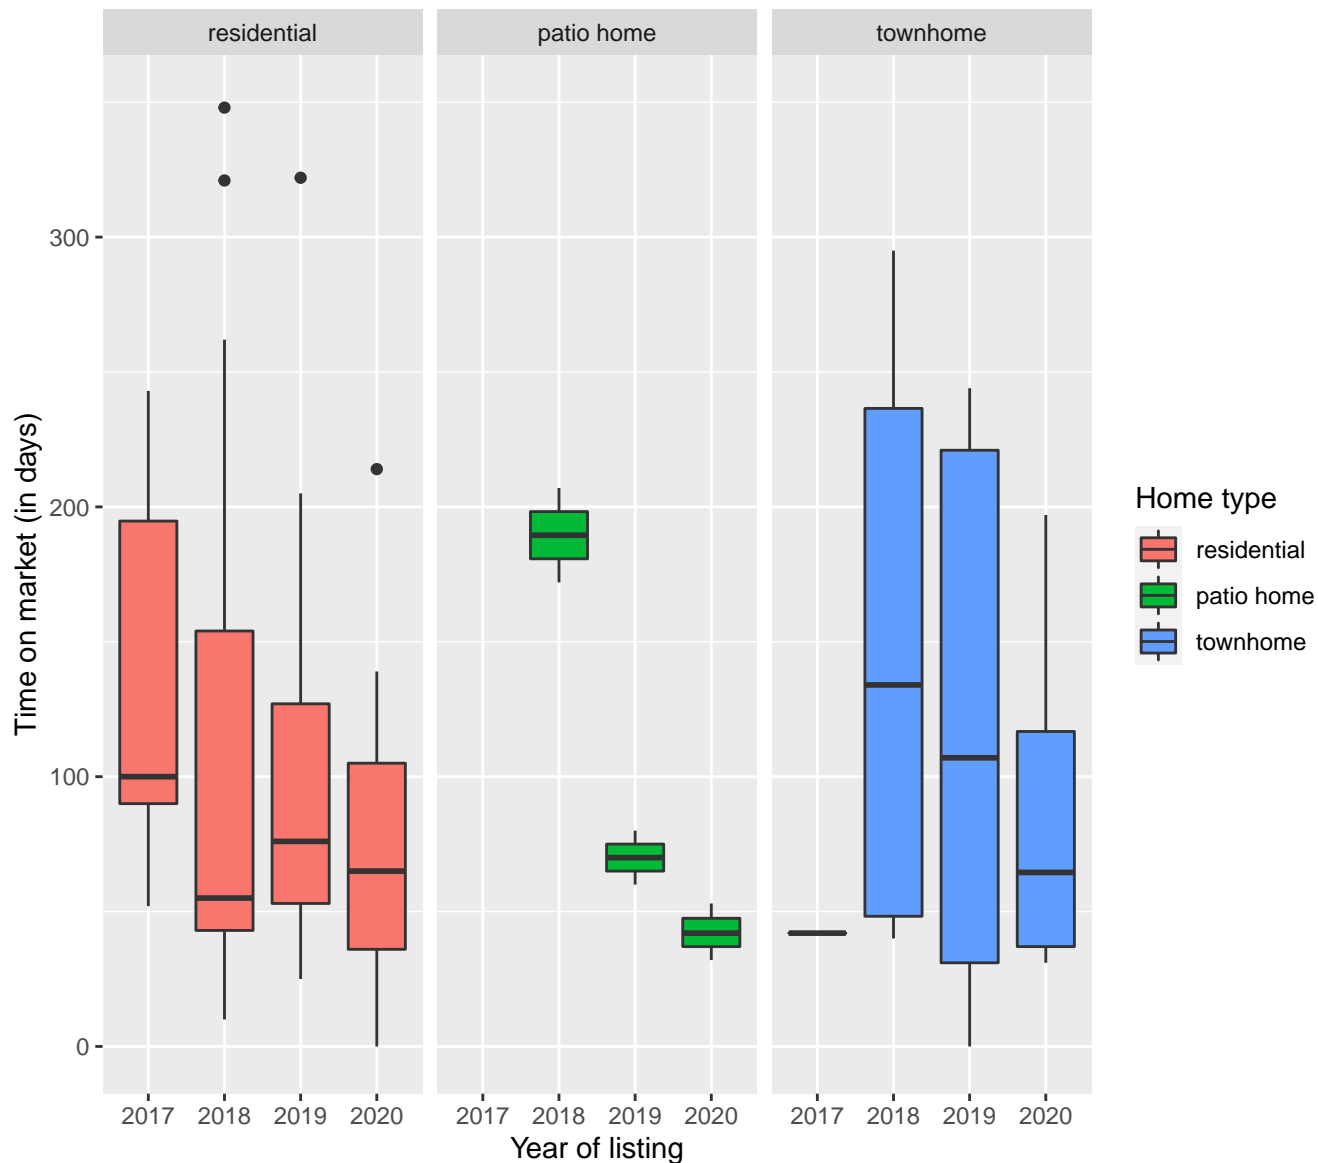 residential patio home townhome
300
200
100
0
Time on market (in days)
2017 2018 2019 2020 2017 2018 2019 2020 2017 2018 2019 2020
Year of listing
Home type
residential
patio home
townhome